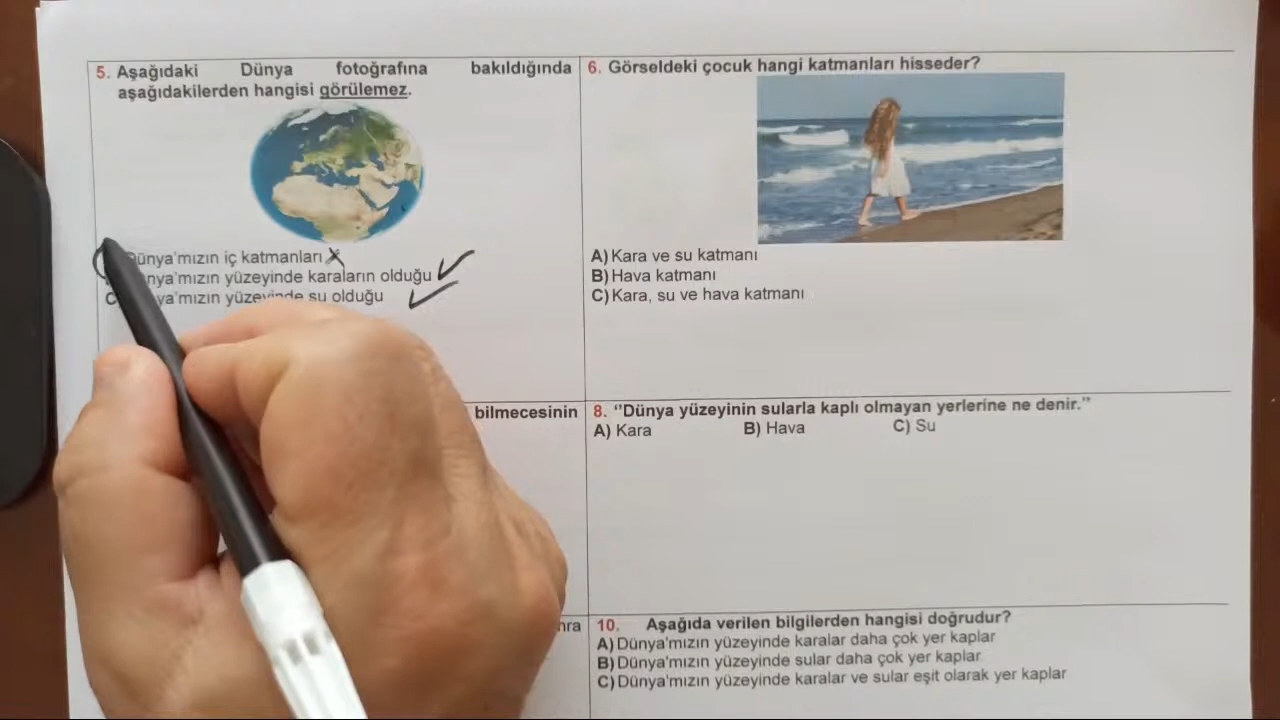 5. Aşağıdaki Dünya fotoğrafına bakıldığında
aşağıdakilerden hangisi görülemez.
Dünya'mızın iç katmanları
mızın yüzeyinde karaların olduğu
C) mızın yüzeyinde su olduğu
6. Görseldeki çocuk hangi katmanları hisseder?
A) Kara ve su katmanı
B) Hava katmanı
C) Kara, su ve hava katmanı
bilmecesinin
8. "Dünya yüzeyinin sularla kaplı olmayan yerlerine ne denir."
A) Kara B) Hava C) Su
10. Aşağıda verilen bilgilerden hangisi doğrudur?
A) Dünya'mızın yüzeyinde karalar daha çok yer kaplar
B) Dünya'mızın yüzeyinde sular daha çok yer kaplar
C) Dünya'mızın yüzeyinde karalar ve sular eşit olarak yer kaplar